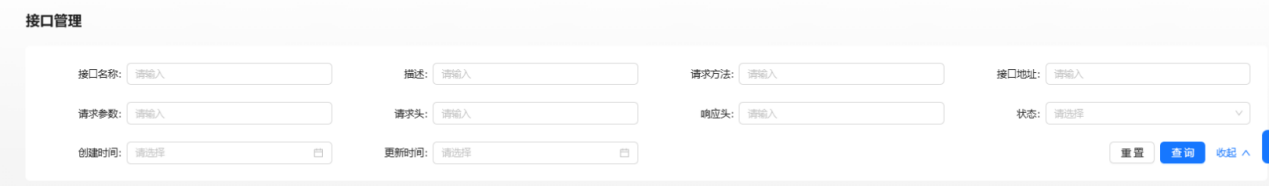 接口管理
接口名称: 请输入 描述: 请输入 请求方法: 请输入 接口地址: 请输入
请求参数: 请输入 请求头: 请输入 响应头: 请输入 状态: 请选择
创建时间: 请选择 更新时间: 请选择 重置 查询 收起